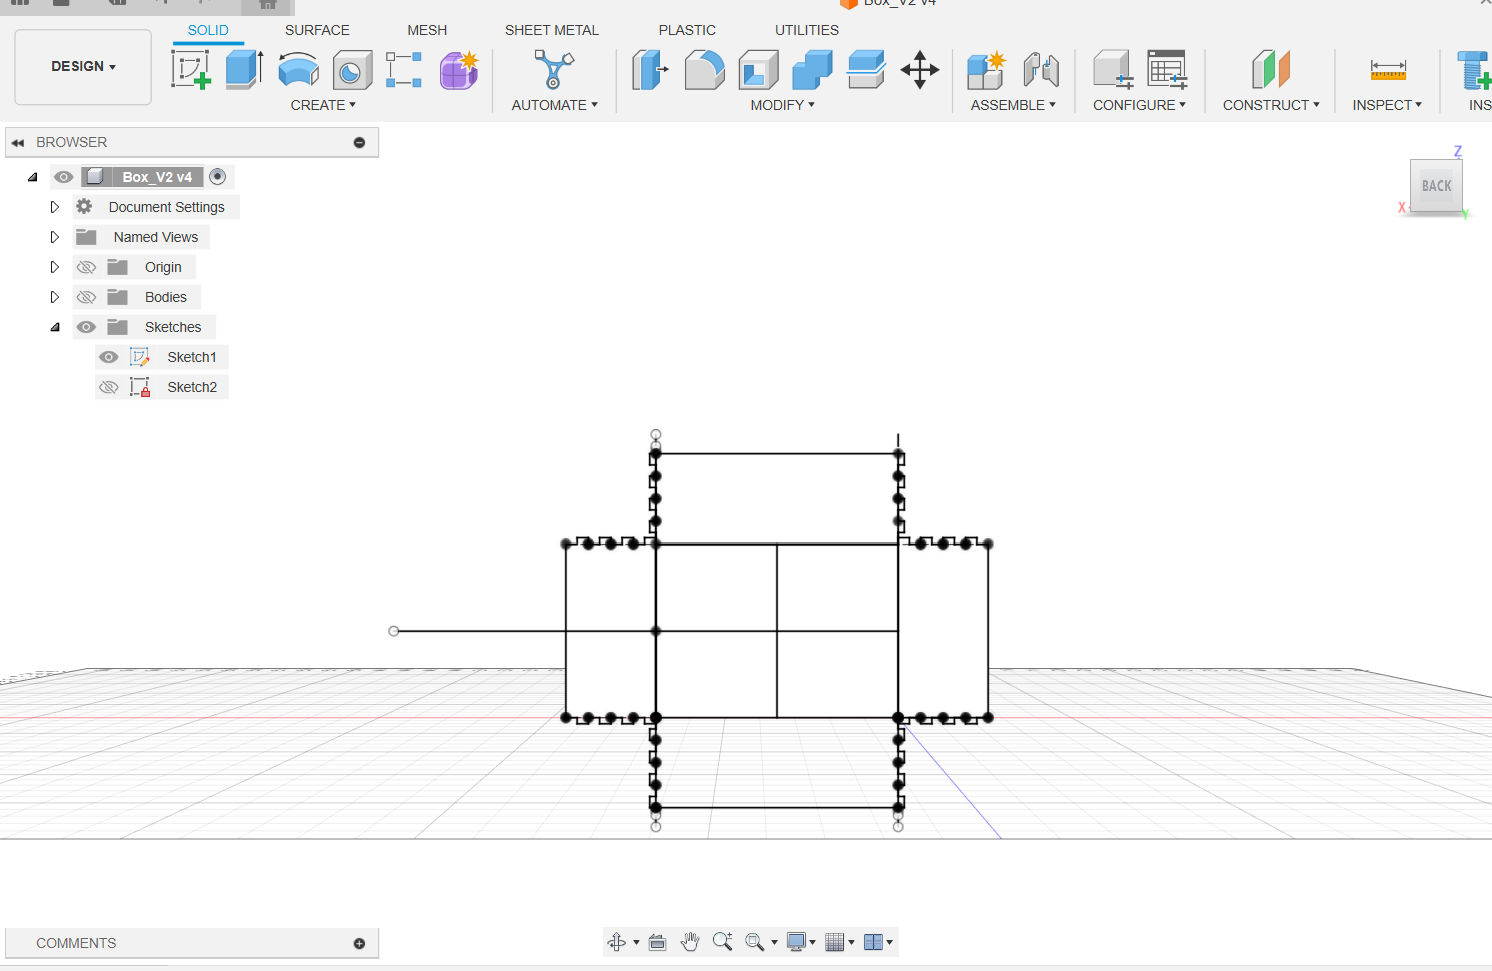 Box_V2 v4
SOLID SURFACE MESH SHEET METAL PLASTIC UTILITIES
DESIGN
CREATE AUTOMATE MODIFY ASSEMBLE CONFIGURE CONSTRUCT INSPECT INS
BROWSER
Box_V2 v4
Document Settings
Named Views
Origin
Bodies
Sketches
Sketch1
Sketch2
Z
BACK
X
Y
COMMENTS